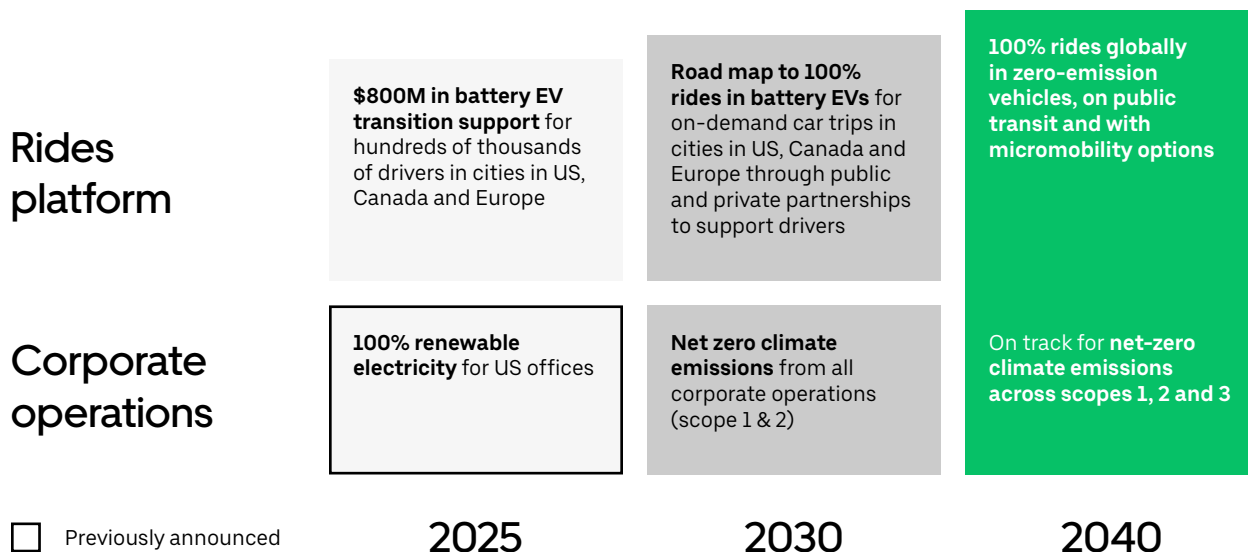 Rides
platform
$800M in battery EV
transition support for
hundreds of thousands
of drivers in cities in US,
Canada and Europe
Road map to 100%
rides in battery EVs for
on-demand car trips in
cities in US, Canada and
Europe through public
and private partnerships
to support drivers
100% rides globally
in zero-emission
vehicles, on public
transit and with
micromobility options
Corporate
operations
100% renewable
electricity for US offices
Net zero climate
emissions from all
corporate operations
(scope 1 & 2)
On track for net-zero
climate emissions
across scopes 1, 2 and 3
Previously announced
2025
2030
2040